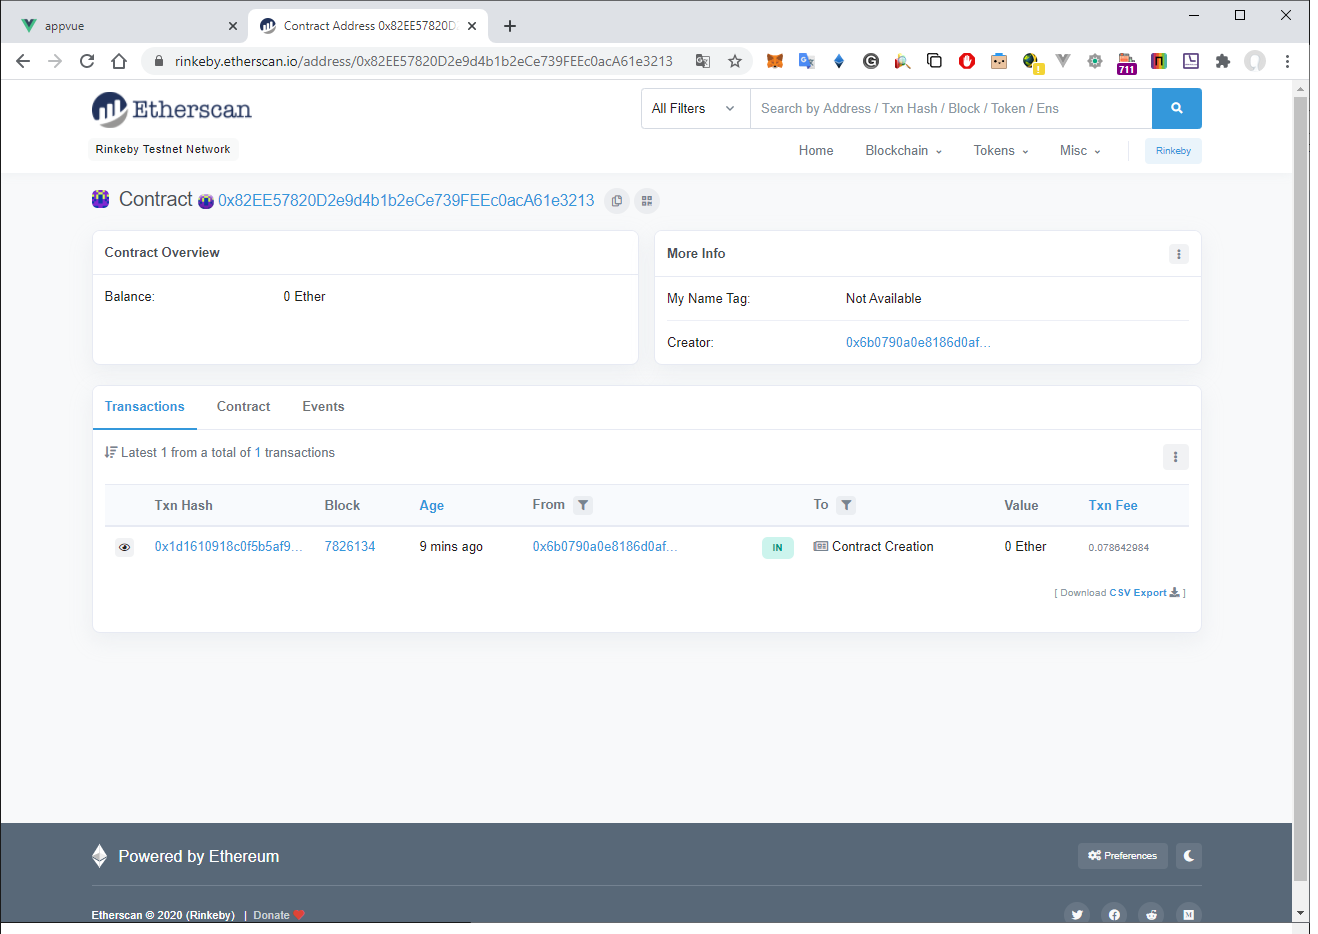 appvue
Contract Address 0x82EE57820D
rinkeby.etherscan.io/address/0x82EE57820D2e9d4b1b2eCe739FEEc0acA61e3213
711
Etherscan
All Filters
Search by Address / Txn Hash / Block / Token / Ens
Rinkeby Testnet Network
Home Blockchain Tokens Misc Rinkeby
Contract 0x82EE57820D2e9d4b1b2eCe739FEEc0acA61e3213
Contract Overview
Balance: 0 Ether
More Info
My Name Tag: Not Available
Creator: 0x6b0790a0e8186d0af...
Transactions Contract Events
Latest 1 from a total of 1 transactions
Txn Hash Block Age From To Value Txn Fee
0x1d1610918c0f5b5af9... 7826134 9 mins ago 0x6b0790a0e8186d0af... IN Contract Creation 0 Ether 0.078642984
[ Download CSV Export ]
Powered by Ethereum
Preferences
Etherscan © 2020 (Rinkeby) | Donate